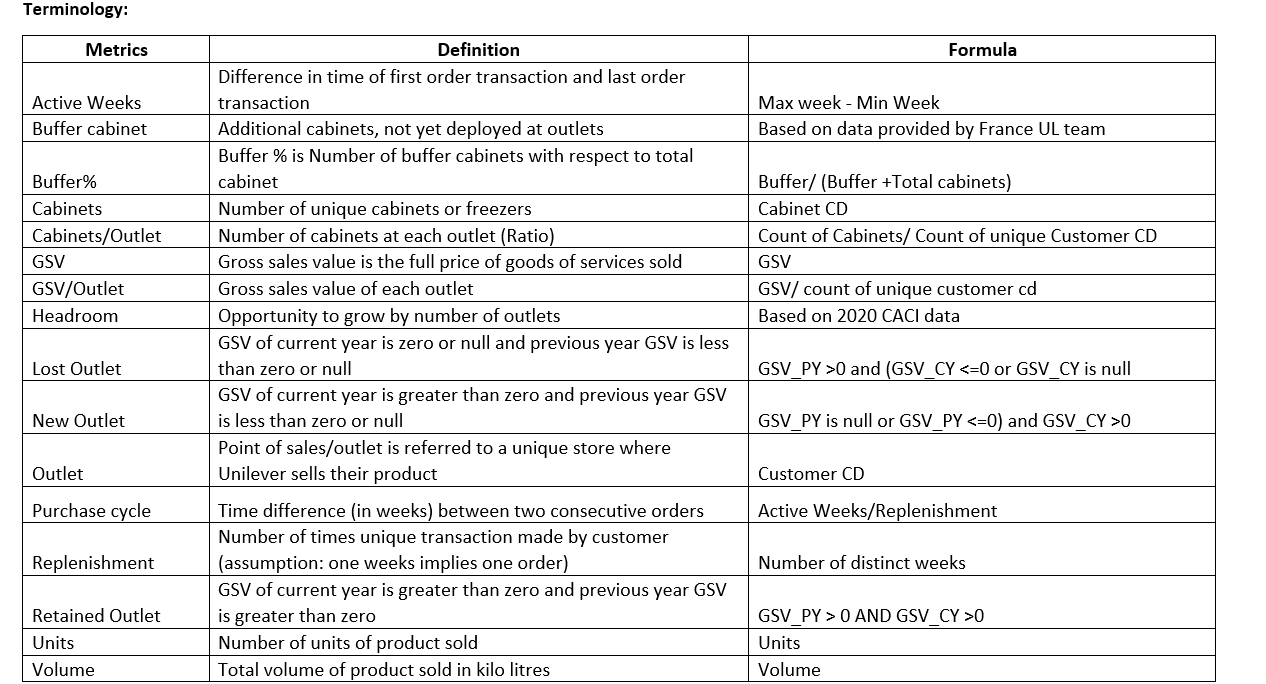 Terminology:
Metrics Definition Formula
Difference in time of first order transaction and last order
Active Weeks transaction Max week - Min Week
Buffer cabinet Additional cabinets, not yet deployed at outlets Based on data provided by France UL team
Buffer % is Number of buffer cabinets with respect to total
Buffer% cabinet Buffer/ (Buffer +Total cabinets)
Cabinets Number of unique cabinets or freezers Cabinet CD
Cabinets/Outlet Number of cabinets at each outlet (Ratio) Count of Cabinets/ Count of unique Customer CD
GSV Gross sales value is the full price of goods of services sold GSV
GSV/Outlet Gross sales value of each outlet GSV/ count of unique customer cd
Headroom Opportunity to grow by number of outlets Based on 2020 CACI data
GSV of current year is zero or null and previous year GSV is less
Lost Outlet than zero or null GSV_PY >0 and (GSV_CY <=0 or GSV_CY is null
GSV of current year is greater than zero and previous year GSV
New Outlet is less than zero or null GSV_PY is null or GSV_PY <=0) and GSV_CY >0
Point of sales/outlet is referred to a unique store where
Outlet Unilever sells their product Customer CD
Purchase cycle Time difference (in weeks) between two consecutive orders Active Weeks/Replenishment
Number of times unique transaction made by customer
Replenishment (assumption: one weeks implies one order) Number of distinct weeks
GSV of current year is greater than zero and previous year GSV
Retained Outlet is greater than zero GSV_PY > 0 AND GSV_CY >0
Units Number of units of product sold Units
Volume Total volume of product sold in kilo litres Volume